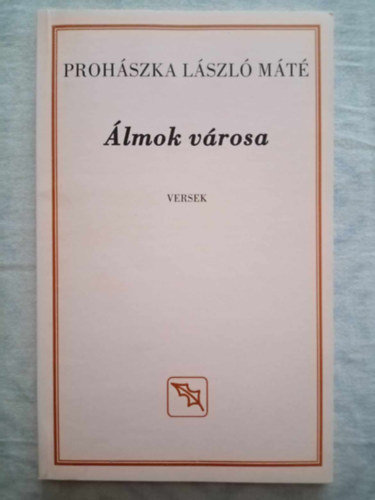 PROHÁSZKA LÁSZLÓ MÁTÉ
Álmok városa
VERSEK